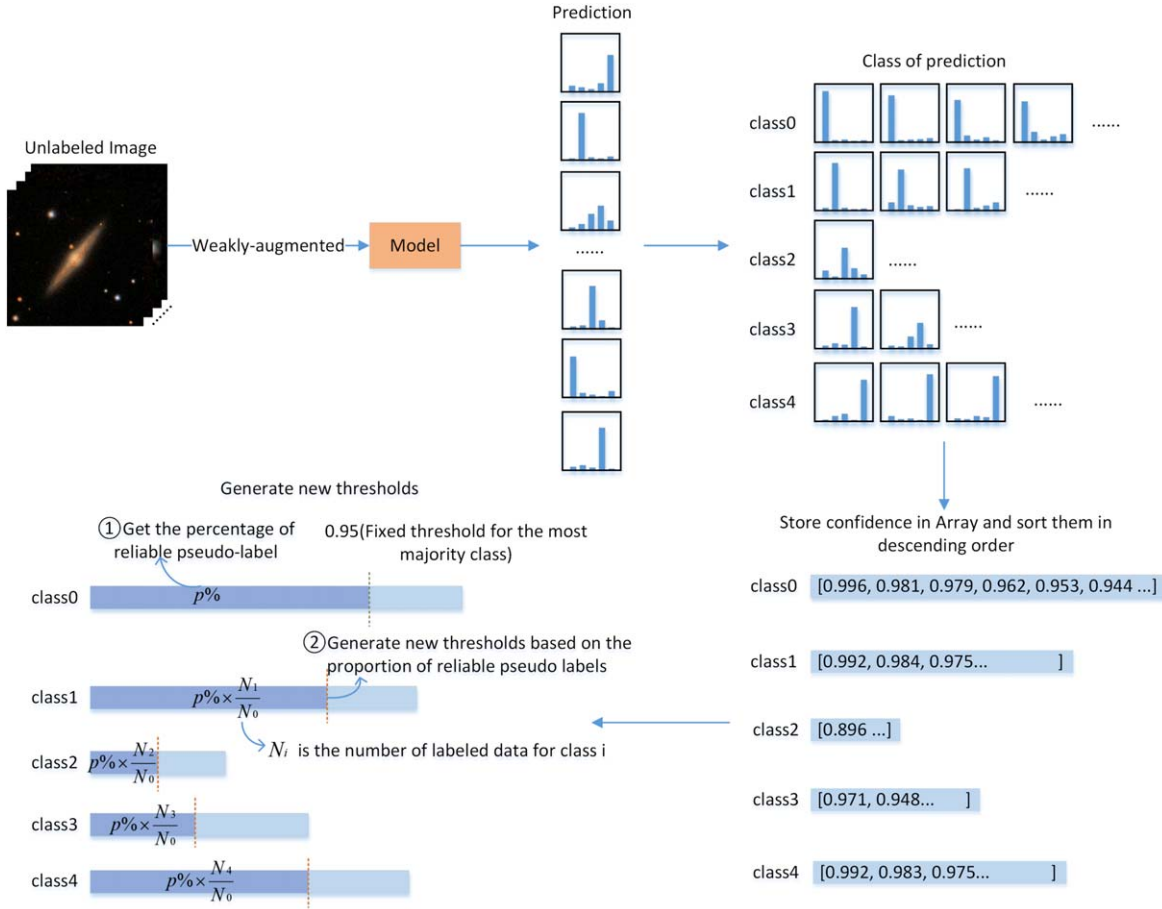 Prediction
Class of prediction
Unlabeled Image
Weakly-augmented
Model
......
class0
......
class1
......
class2
......
class3
......
class4
......
Store confidence in Array and sort them in
descending order
class0 [0.996, 0.981, 0.979, 0.962, 0.953, 0.944 ...]
class1 [0.992, 0.984, 0.975... ]
class2 [0.896 ...]
class3 [0.971, 0.948... ]
class4 [0.992, 0.983, 0.975... ]
Generate new thresholds
①Get the percentage of
reliable pseudo-label
0.95(Fixed threshold for the most
majority class)
class0 p%
②Generate new thresholds based on the
proportion of reliable pseudo labels
class1 p% × N₁/N₀
Nᵢ is the number of labeled data for class i
class2 p% × N₂/N₀
class3 p% × N₃/N₀
class4 p% × N₄/N₀